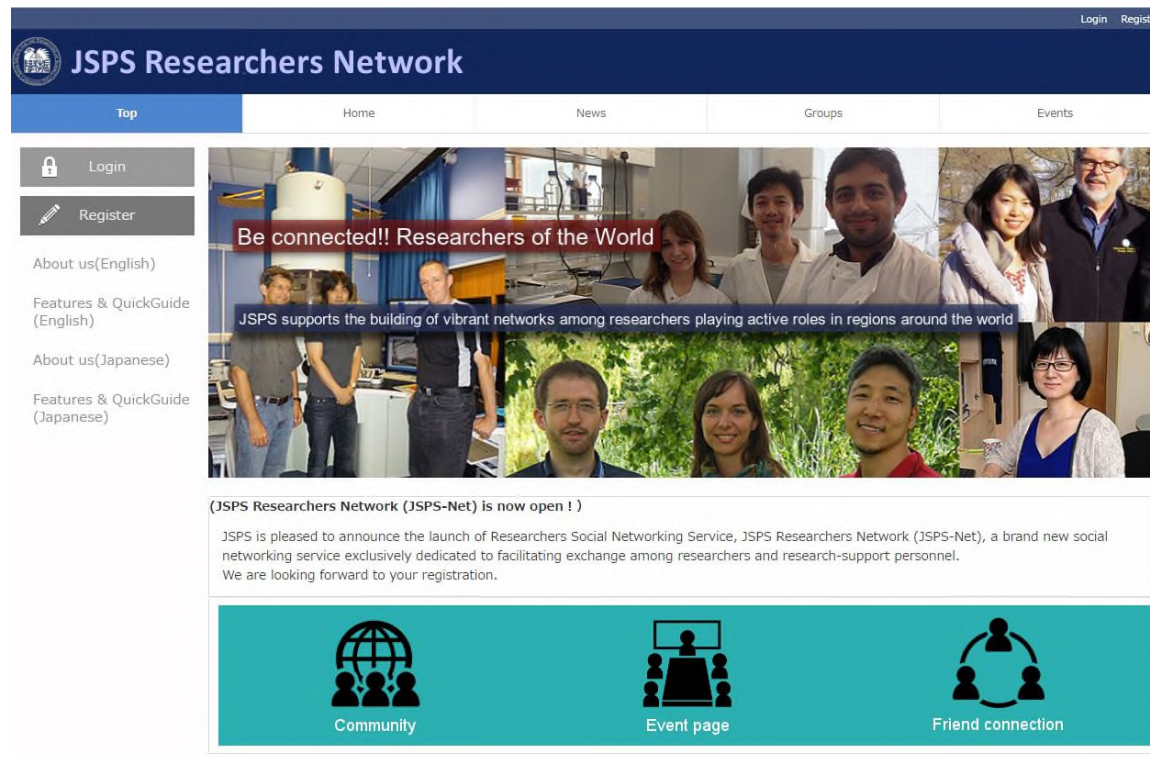 Login Regist
JSPS Researchers Network
Top Home News Groups Events
Login
Register
About us(English)
Features & QuickGuide
(English)
About us(Japanese)
Features & QuickGuide
(Japanese)
Be connected!! Researchers of the World
JSPS supports the building of vibrant networks among researchers playing active roles in regions around the world
(JSPS Researchers Network (JSPS-Net) is now open ! )
JSPS is pleased to announce the launch of Researchers Social Networking Service, JSPS Researchers Network (JSPS-Net), a brand new social
networking service exclusively dedicated to facilitating exchange among researchers and research-support personnel.
We are looking forward to your registration.
Community Event page Friend connection